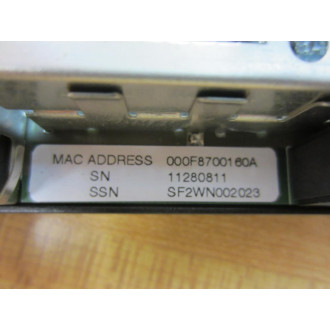 MAC ADDRESS 000F8700160A
SN 11280811
SSN SF2WN002023